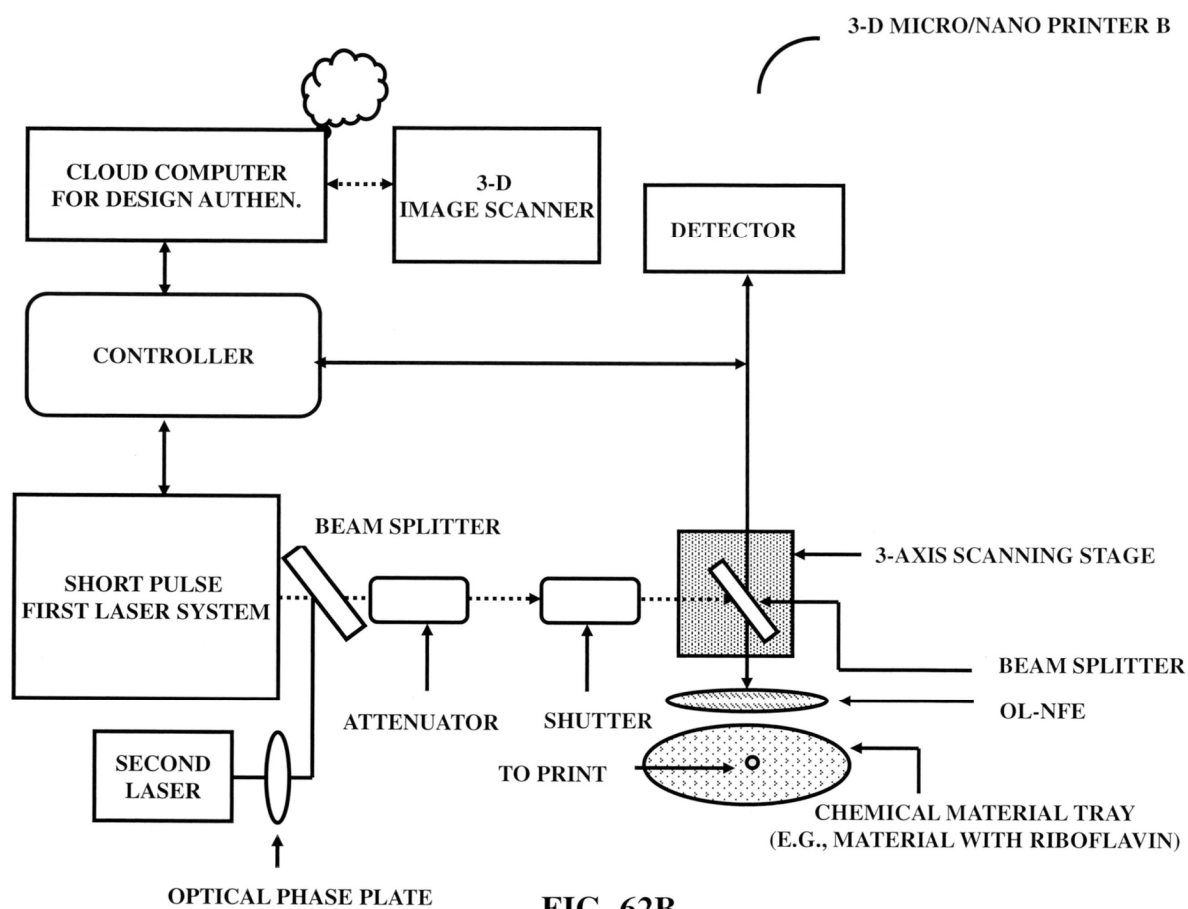 3-D MICRO/NANO PRINTER B
CLOUD COMPUTER
FOR DESIGN AUTHEN.
3-D
IMAGE SCANNER
DETECTOR
CONTROLLER
BEAM SPLITTER
SHORT PULSE
FIRST LASER SYSTEM
3-AXIS SCANNING STAGE
BEAM SPLITTER
OL-NFE
ATTENUATOR
SHUTTER
SECOND
LASER
TO PRINT
CHEMICAL MATERIAL TRAY
(E.G., MATERIAL WITH RIBOFLAVIN)
OPTICAL PHASE PLATE
FIG. 62B